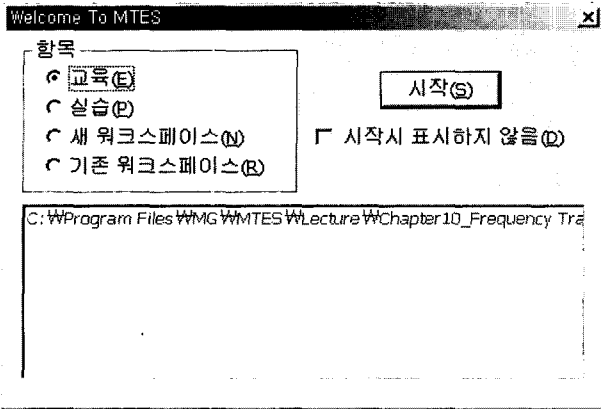 Welcome To MTES
항목
교육(E)
실습(P)
새 워크스페이스(N)
기존 워크스페이스(R)
시작(S)
시작시 표시하지 않음(D)
C:₩Program Files₩MG₩MTES₩Lecture₩Chapter10_Frequency Tra